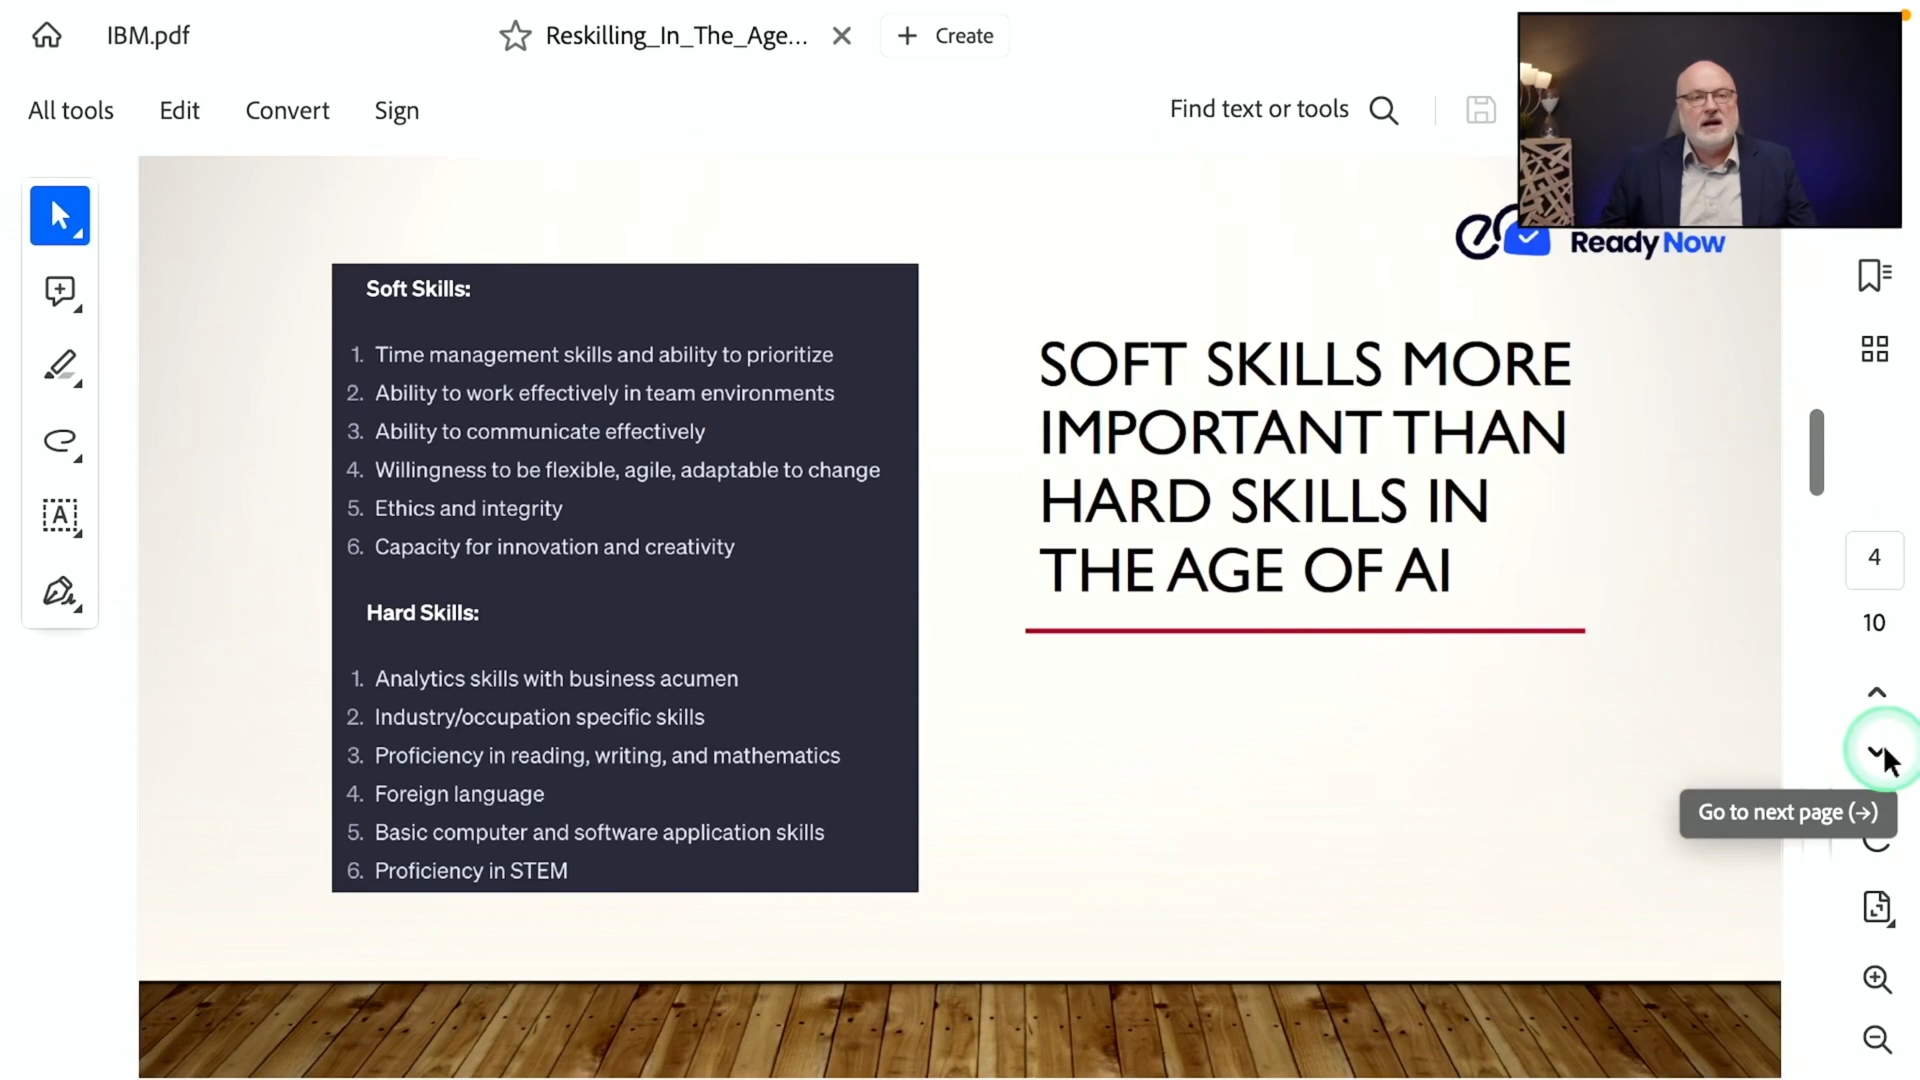 IBM.pdf
Reskilling_In_The_Age...
Create
All tools
Edit
Convert
Sign
Find text or tools
Ready Now
Soft Skills:
1. Time management skills and ability to prioritize
2. Ability to work effectively in team environments
3. Ability to communicate effectively
4. Willingness to be flexible, agile, adaptable to change
5. Ethics and integrity
6. Capacity for innovation and creativity
Hard Skills:
1. Analytics skills with business acumen
2. Industry/occupation specific skills
3. Proficiency in reading, writing, and mathematics
4. Foreign language
5. Basic computer and software application skills
6. Proficiency in STEM
SOFT SKILLS MORE
IMPORTANT THAN
HARD SKILLS IN
THE AGE OF AI
4
10
Go to next page (→)